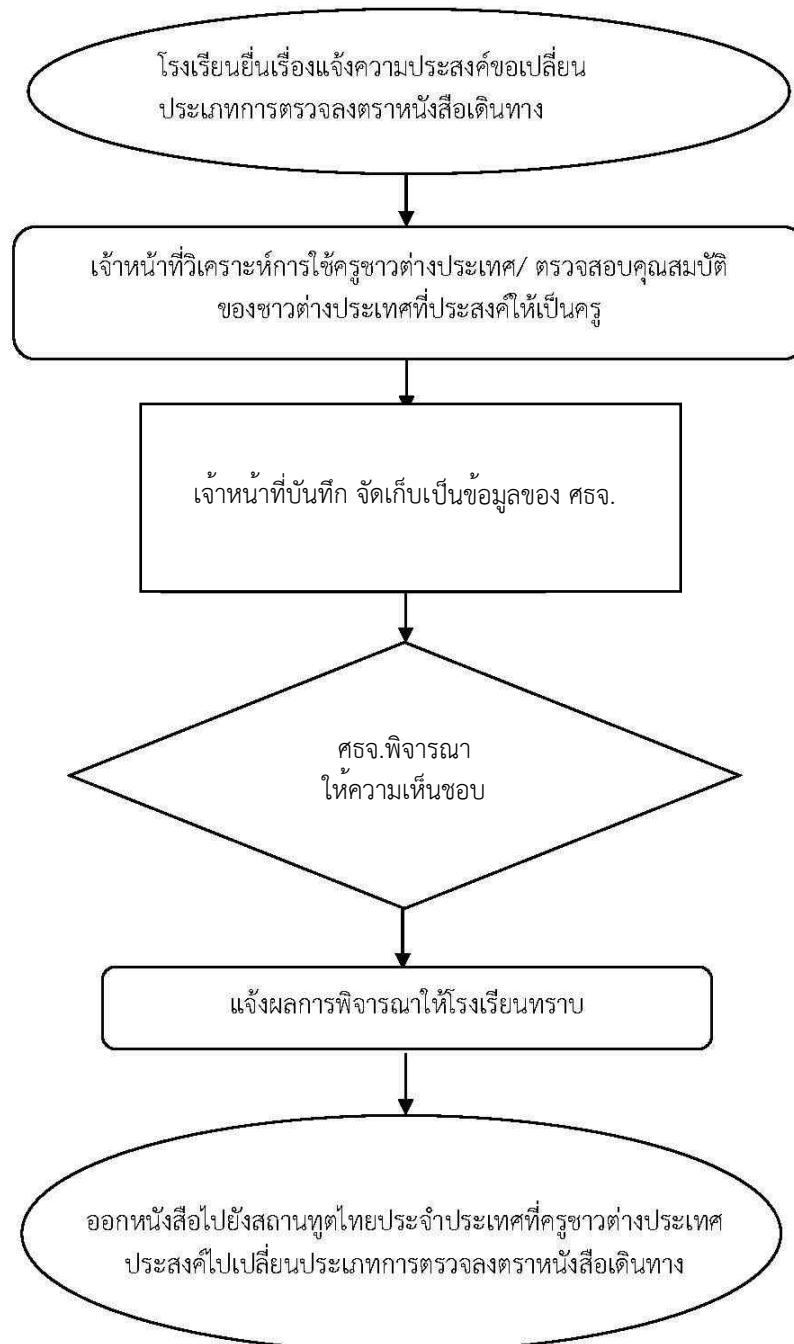 โรงเรียนยื่นเรื่องแจ้งความประสงค์ขอเปลี่ยน
ประเภทการตรวจลงตราหนังสือเดินทาง
เจ้าหน้าที่วิเคราะห์การใช้ครูชาวต่างประเทศ/ ตรวจสอบคุณสมบัติ
ของชาวต่างประเทศที่ประสงค์ให้เป็นครู
เจ้าหน้าที่บันทึก จัดเก็บเป็นข้อมูลของ ศธจ.
ศธจ.พิจารณา
ให้ความเห็นชอบ
แจ้งผลการพิจารณาให้โรงเรียนทราบ
ออกหนังสือไปยังสถานทูตไทยประจำประเทศที่ครูชาวต่างประเทศ
ประสงค์ไปเปลี่ยนประเภทการตรวจลงตราหนังสือเดินทาง